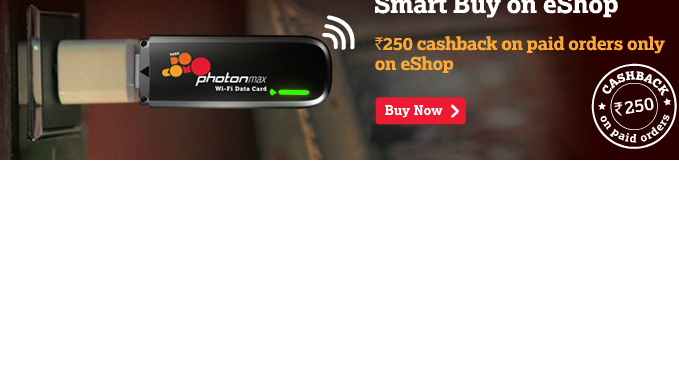 Smart Buy on eShop
₹250 cashback on paid orders only
on eShop
Buy Now
TATA
photon max
Wi-Fi Data Card
CASHBACK
₹250
on paid orders